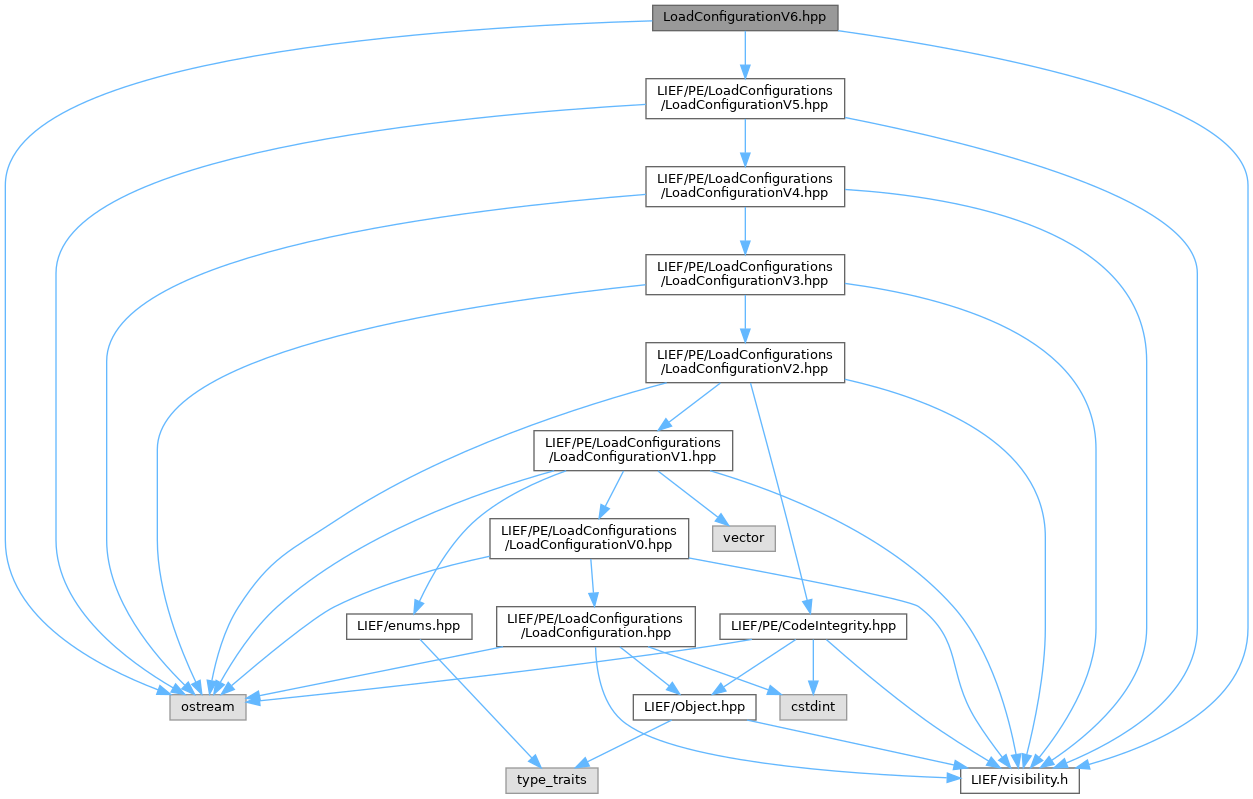 LoadConfigurationV6.hpp
LIEF/PE/LoadConfigurations
/LoadConfigurationV5.hpp
LIEF/PE/LoadConfigurations
/LoadConfigurationV4.hpp
LIEF/PE/LoadConfigurations
/LoadConfigurationV3.hpp
LIEF/PE/LoadConfigurations
/LoadConfigurationV2.hpp
LIEF/PE/LoadConfigurations
/LoadConfigurationV1.hpp
LIEF/PE/LoadConfigurations
/LoadConfigurationV0.hpp
vector
LIEF/enums.hpp
LIEF/PE/LoadConfigurations
/LoadConfiguration.hpp
LIEF/PE/CodeIntegrity.hpp
ostream
LIEF/Object.hpp
cstdint
type_traits
LIEF/visibility.h